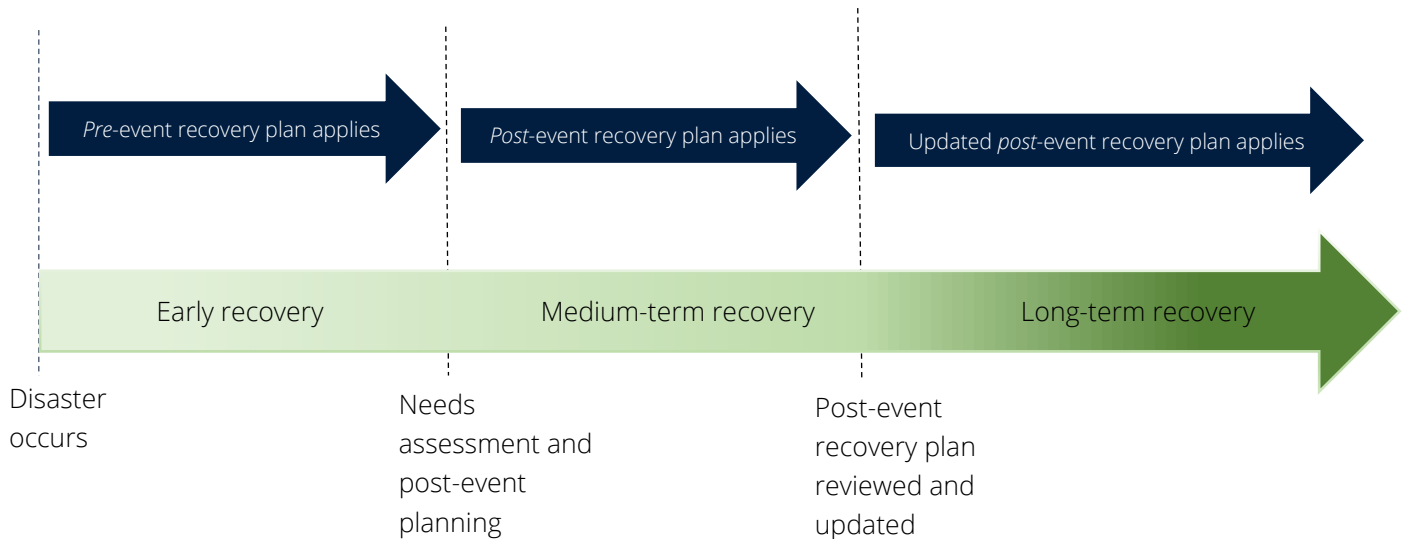 Pre-event recovery plan applies
Post-event recovery plan applies
Updated post-event recovery plan applies
Early recovery
Medium-term recovery
Long-term recovery
Disaster
occurs
Needs
assessment and
post-event
planning
Post-event
recovery plan
reviewed and
updated